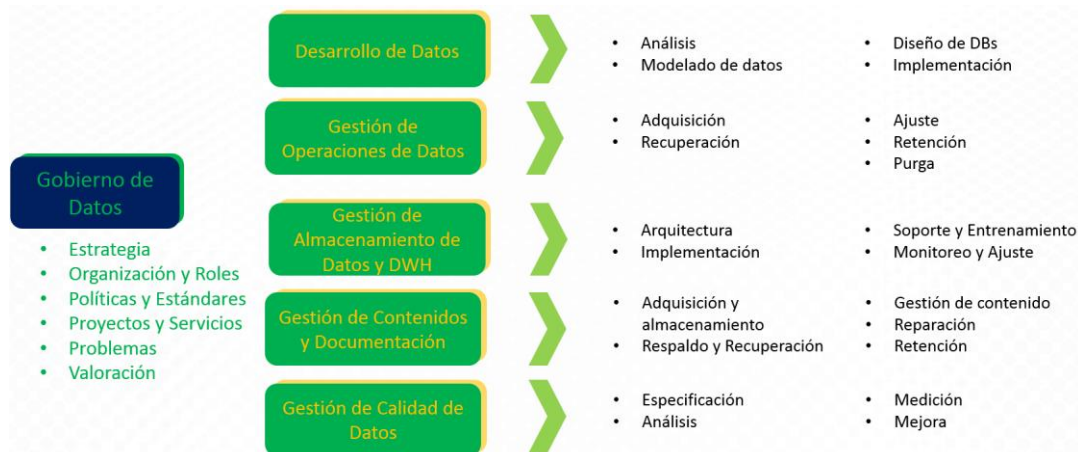 Gobierno de
Datos
• Estrategia
• Organización y Roles
• Políticas y Estándares
• Proyectos y Servicios
• Problemas
• Valoración
Desarrollo de Datos
• Análisis
• Modelado de datos
• Diseño de DBs
• Implementación
Gestión de
Operaciones de Datos
• Adquisición
• Recuperación
• Ajuste
• Retención
• Purga
Gestión de
Almacenamiento de
Datos y DWH
• Arquitectura
• Implementación
• Soporte y Entrenamiento
• Monitoreo y Ajuste
Gestión de Contenidos
y Documentación
• Adquisición y
almacenamiento
• Respaldo y Recuperación
• Gestión de contenido
• Reparación
• Retención
Gestión de Calidad de
Datos
• Especificación
• Análisis
• Medición
• Mejora